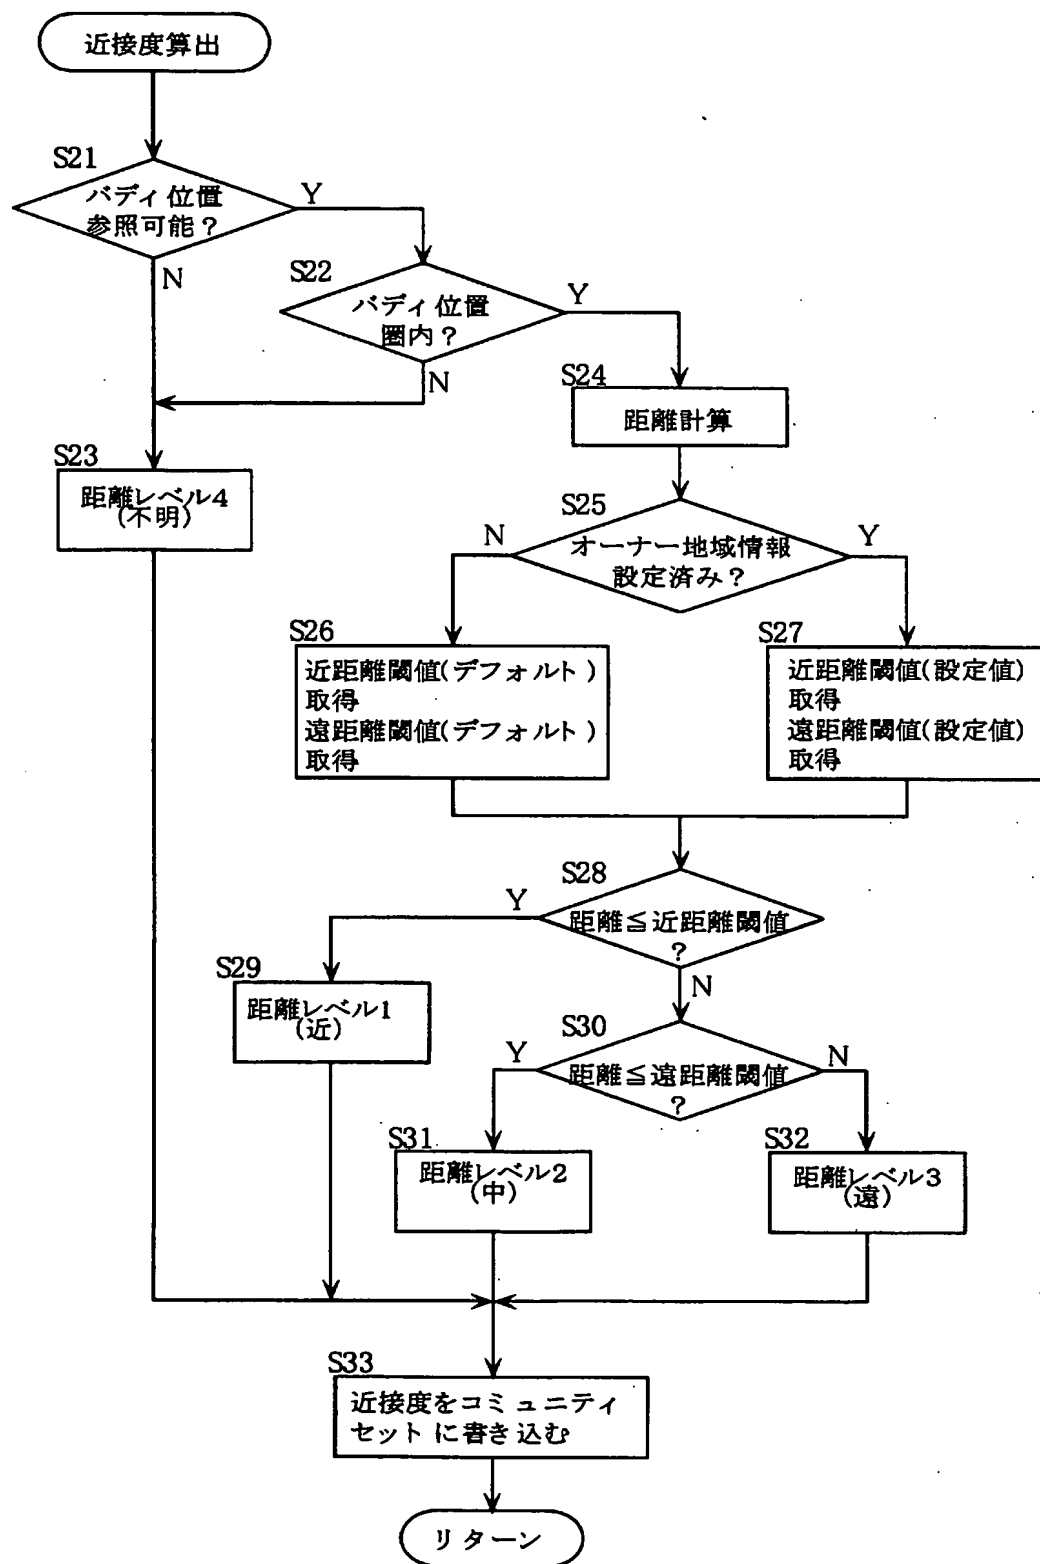 近接度算出
S21
バディ位置
参照可能？
Y
N
S22
バディ位置
圏内？
Y
N
S23
距離レベル4
(不明)
S24
距離計算
S25
オーナー地域情報
設定済み？
N
Y
S26
近距離閾値(デフォルト)
取得
遠距離閾値(デフォルト)
取得
S27
近距離閾値(設定値)
取得
遠距離閾値(設定値)
取得
S28
距離≦近距離閾値
？
Y
N
S29
距離レベル1
(近)
S30
距離≦遠距離閾値
？
Y
N
S31
距離レベル2
(中)
S32
距離レベル3
(遠)
S33
近接度をコミュニティ
セットに書き込む
リターン